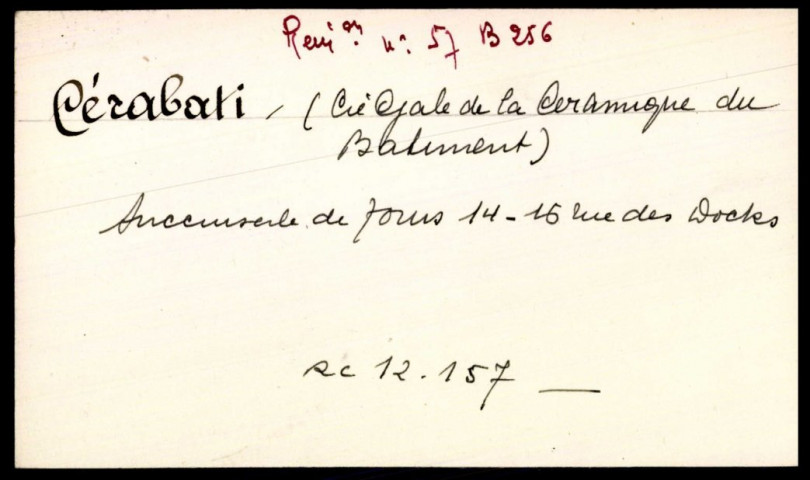 n° 57 B 256
Cérabati, (Cie Gale de la Ceramique du
Batiment)
Succursale de Tours 14-16 rue des Docks
RC 12.157